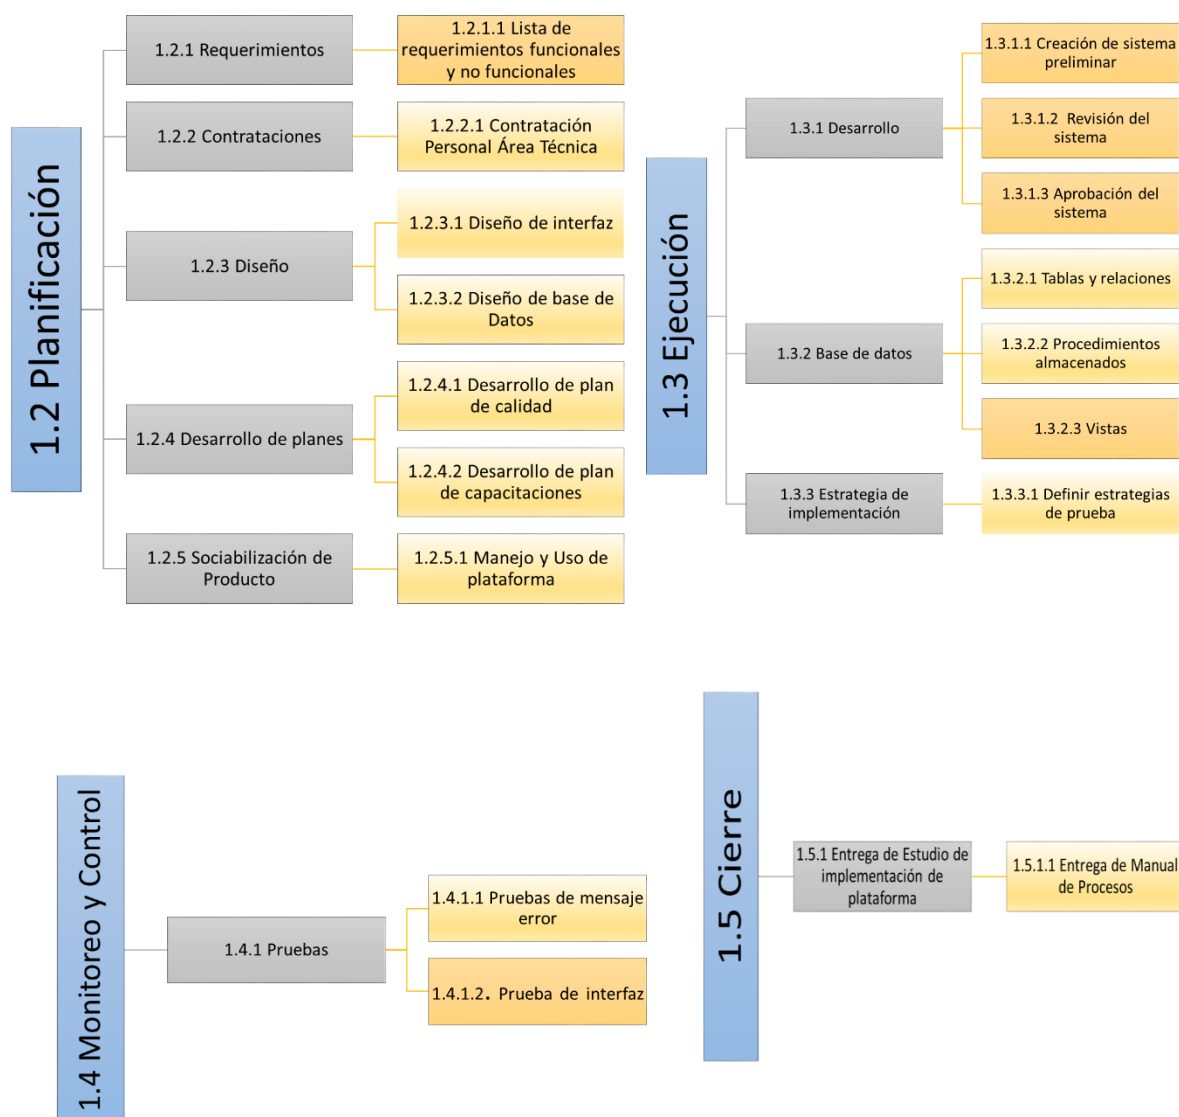 1.2 Planificación
1.2.1 Requerimientos
1.2.1.1 Lista de
requerimientos funcionales
y no funcionales
1.2.2 Contrataciones
1.2.2.1 Contratación
Personal Área Técnica
1.2.3 Diseño
1.2.3.1 Diseño de interfaz
1.2.3.2 Diseño de base de
Datos
1.2.4 Desarrollo de planes
1.2.4.1 Desarrollo de plan
de calidad
1.2.4.2 Desarrollo de plan
de capacitaciones
1.2.5 Sociabilización de
Producto
1.2.5.1 Manejo y Uso de
plataforma
1.3 Ejecución
1.3.1 Desarrollo
1.3.1.1 Creación de sistema
preliminar
1.3.1.2 Revisión del
sistema
1.3.1.3 Aprobación del
sistema
1.3.2 Base de datos
1.3.2.1 Tablas y relaciones
1.3.2.2 Procedimientos
almacenados
1.3.2.3 Vistas
1.3.3 Estrategia de
implementación
1.3.3.1 Definir estrategias
de prueba
1.4 Monitoreo y Control
1.4.1 Pruebas
1.4.1.1 Pruebas de mensaje
error
1.4.1.2. Prueba de interfaz
1.5 Cierre
1.5.1 Entrega de Estudio de
implementación de
plataforma
1.5.1.1 Entrega de Manual
de Procesos